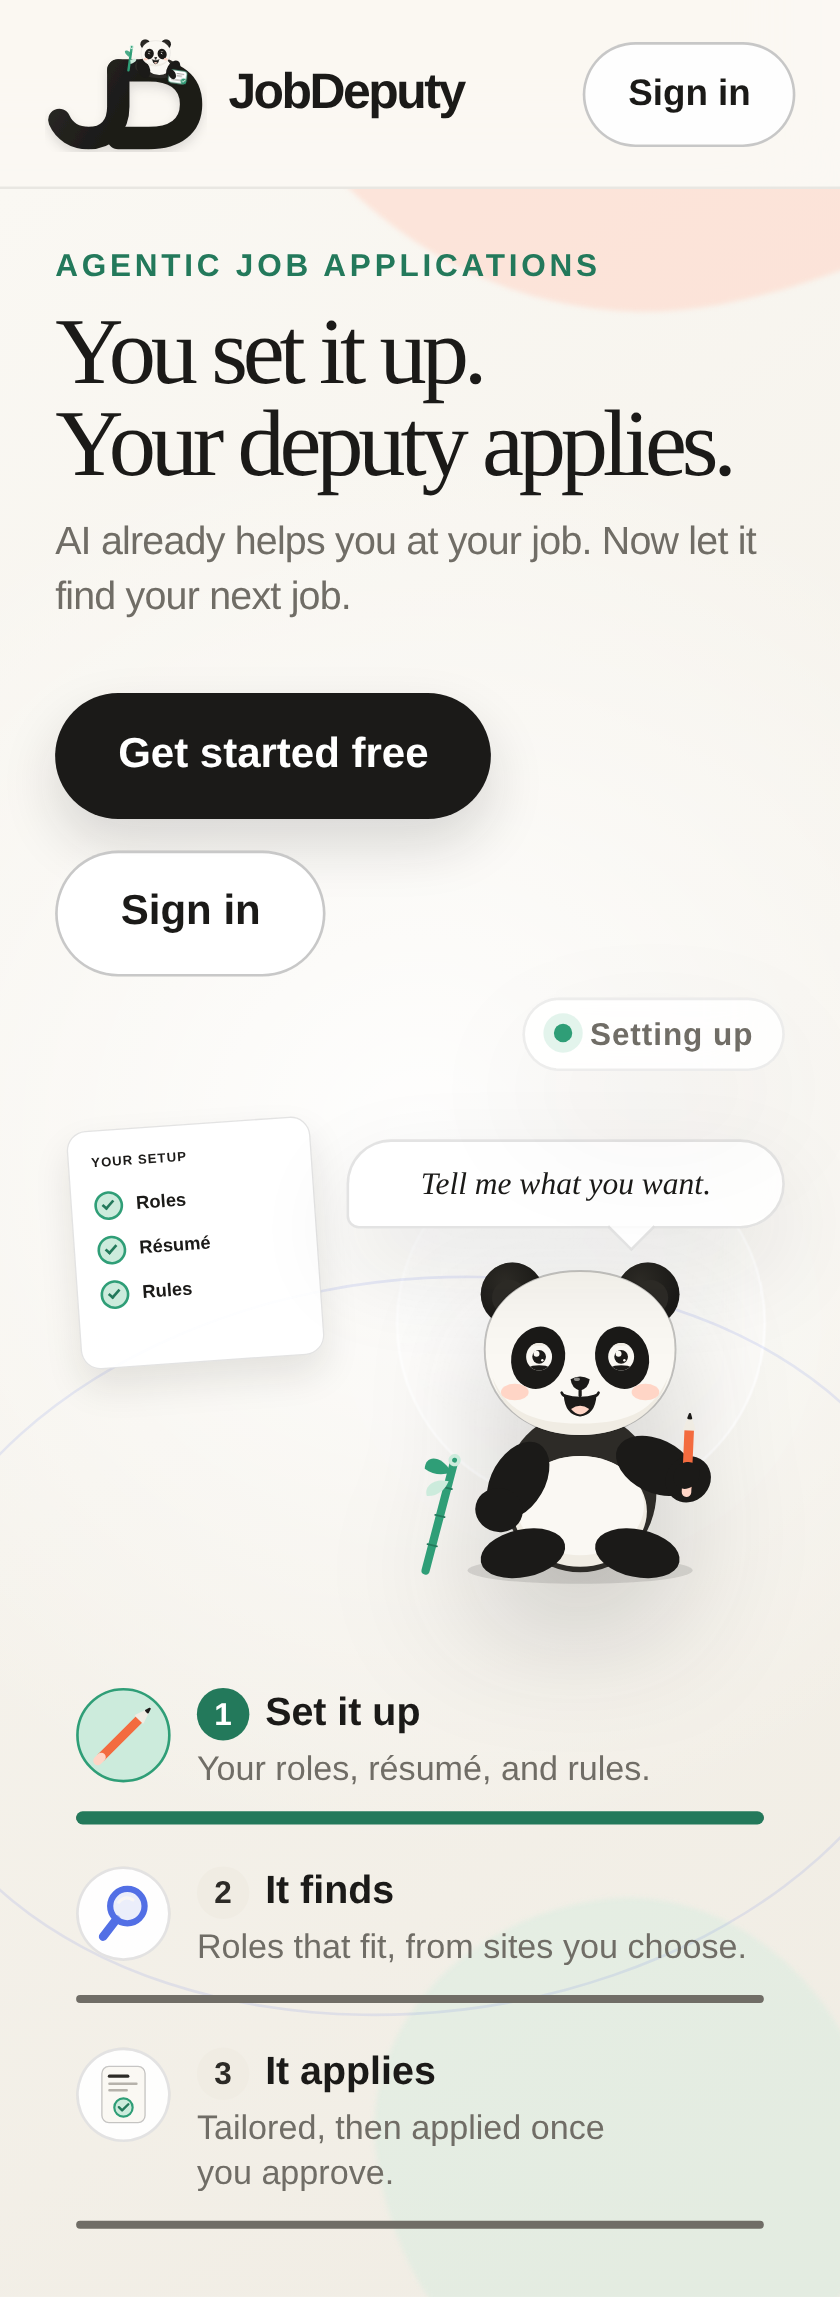 JD
JobDeputy
Sign in
AGENTIC JOB APPLICATIONS
You set it up.
Your deputy applies.
AI already helps you at your job. Now let it
find your next job.
Get started free
Sign in
Setting up
YOUR SETUP
Roles
Résumé
Rules
Tell me what you want.
1 Set it up
Your roles, résumé, and rules.
2 It finds
Roles that fit, from sites you choose.
3 It applies
Tailored, then applied once
you approve.